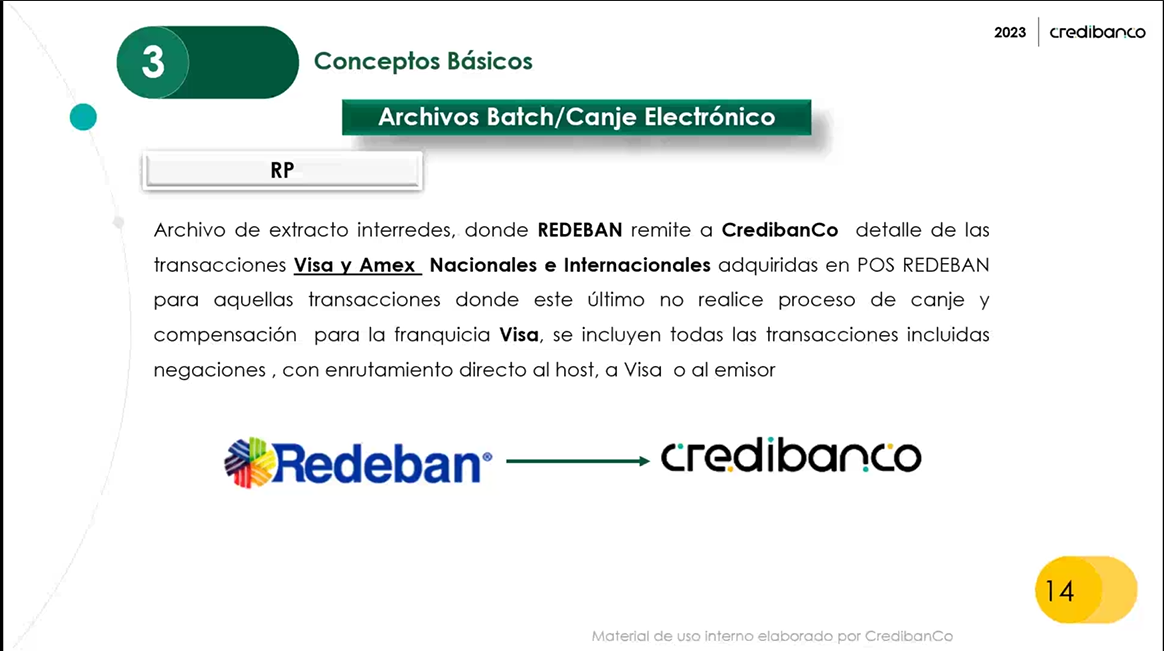 2023 credibanco
3 Conceptos Básicos
Archivos Batch/Canje Electrónico
RP
Archivo de extracto interredes, donde REDEBAN remite a CredibanCo detalle de las
transacciones Visa y Amex Nacionales e Internacionales adquiridas en POS REDEBAN
para aquellas transacciones donde este último no realice proceso de canje y
compensación para la franquicia Visa, se incluyen todas las transacciones incluidas
negaciones , con enrutamiento directo al host, a Visa o al emisor
Redeban® credibanco
14
Material de uso interno elaborado por CredibanCo